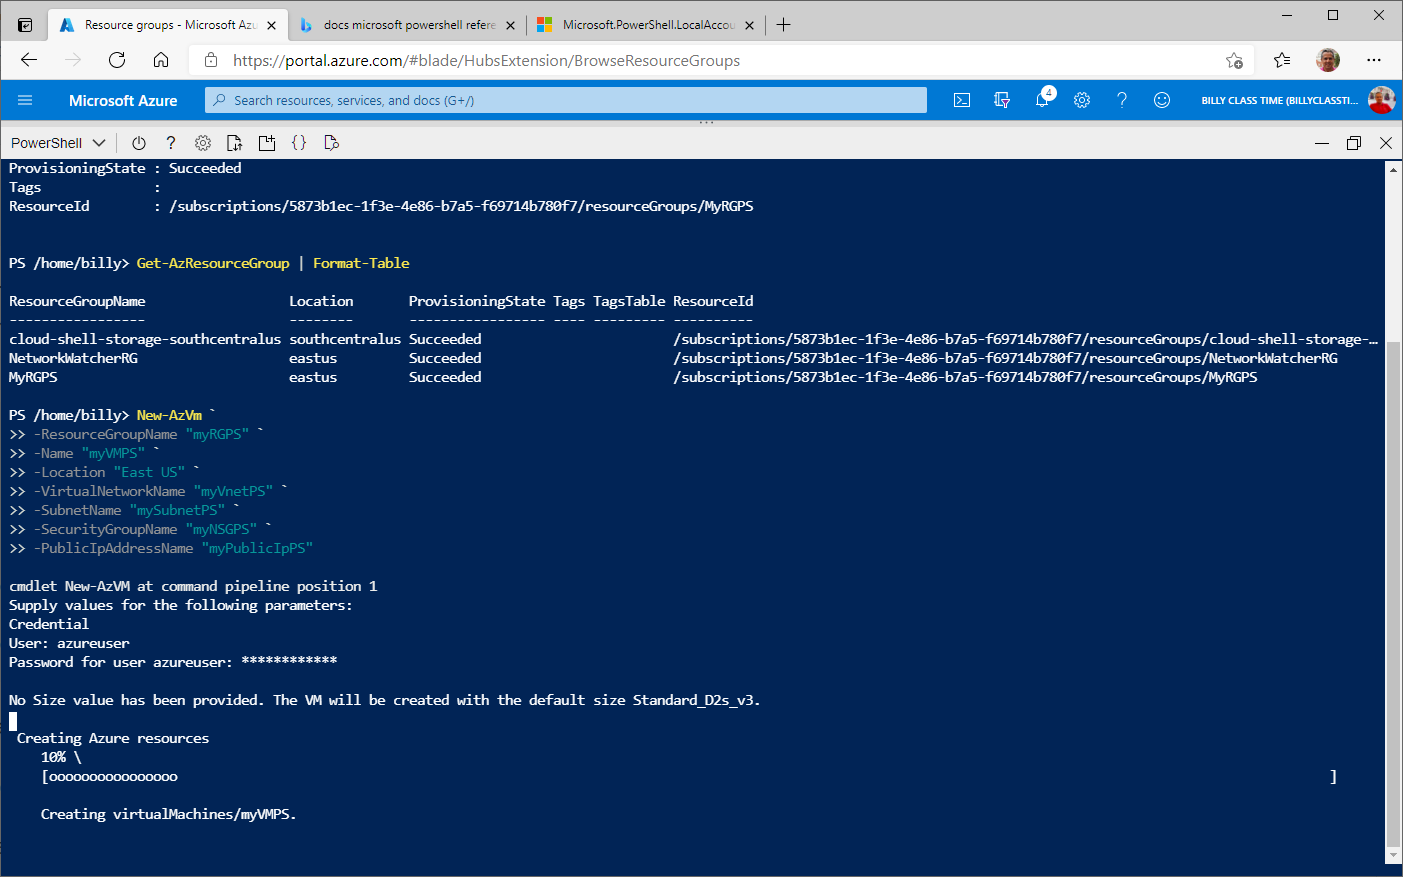 Resource groups - Microsoft Azu
docs microsoft powershell refere
Microsoft.PowerShell.LocalAccou
https://portal.azure.com/#blade/HubsExtension/BrowseResourceGroups
Microsoft Azure
Search resources, services, and docs (G+/)
4
BILLY CLASS TIME (BILLYCLASSTI...
PowerShell
ProvisioningState : Succeeded
Tags :
ResourceId : /subscriptions/5873b1ec-1f3e-4e86-b7a5-f69714b780f7/resourceGroups/MyRGPS
PS /home/billy> Get-AzResourceGroup | Format-Table
ResourceGroupName Location ProvisioningState Tags TagsTable ResourceId
----------------- -------- ----------------- ---- --------- ----------
cloud-shell-storage-southcentralus southcentralus Succeeded /subscriptions/5873b1ec-1f3e-4e86-b7a5-f69714b780f7/resourceGroups/cloud-shell-storage-…
NetworkWatcherRG eastus Succeeded /subscriptions/5873b1ec-1f3e-4e86-b7a5-f69714b780f7/resourceGroups/NetworkWatcherRG
MyRGPS eastus Succeeded /subscriptions/5873b1ec-1f3e-4e86-b7a5-f69714b780f7/resourceGroups/MyRGPS
PS /home/billy> New-AzVm `
>> -ResourceGroupName "myRGPS" `
>> -Name "myVMPS" `
>> -Location "East US" `
>> -VirtualNetworkName "myVnetPS" `
>> -SubnetName "mySubnetPS" `
>> -SecurityGroupName "myNSGPS" `
>> -PublicIpAddressName "myPublicIpPS"
cmdlet New-AzVM at command pipeline position 1
Supply values for the following parameters:
Credential
User: azureuser
Password for user azureuser: ************
No Size value has been provided. The VM will be created with the default size Standard_D2s_v3.
Creating Azure resources
10% \
[oooooooooooooooo ]
Creating virtualMachines/myVMPS.